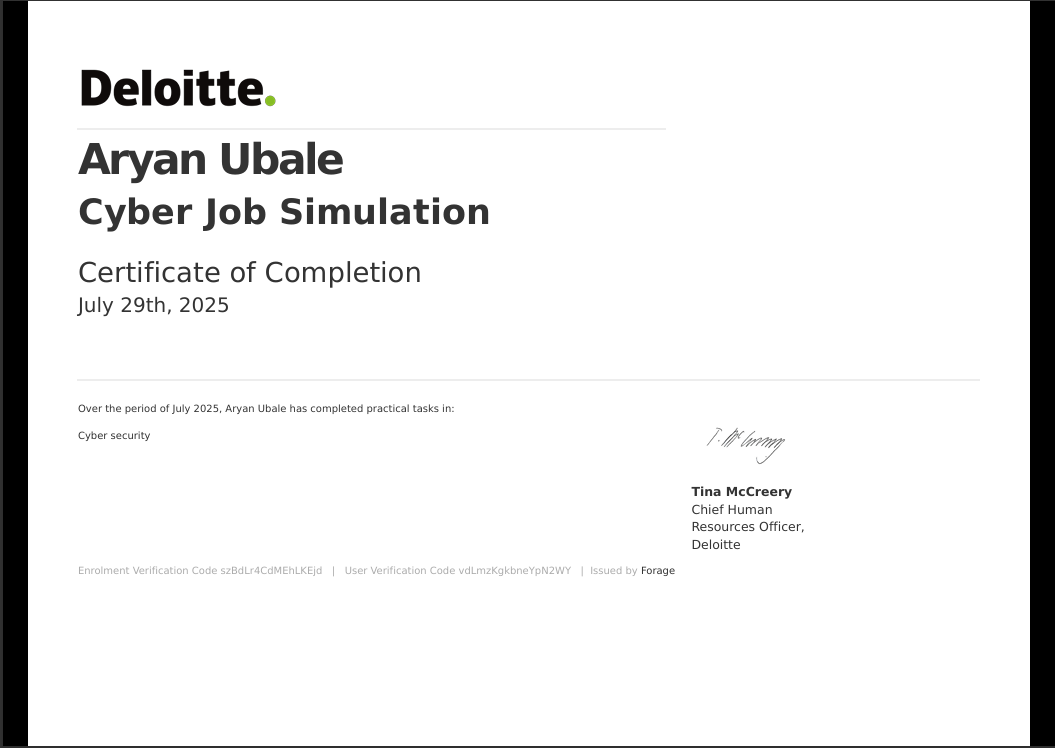 Deloitte.
Aryan Ubale
Cyber Job Simulation
Certificate of Completion
July 29th, 2025
Over the period of July 2025, Aryan Ubale has completed practical tasks in:
Cyber security
T. McCreery
Tina McCreery
Chief Human
Resources Officer,
Deloitte
Enrolment Verification Code szBdLr4CdMEhLKEjd | User Verification Code vdLmzKgkbneYpN2WY | Issued by Forage